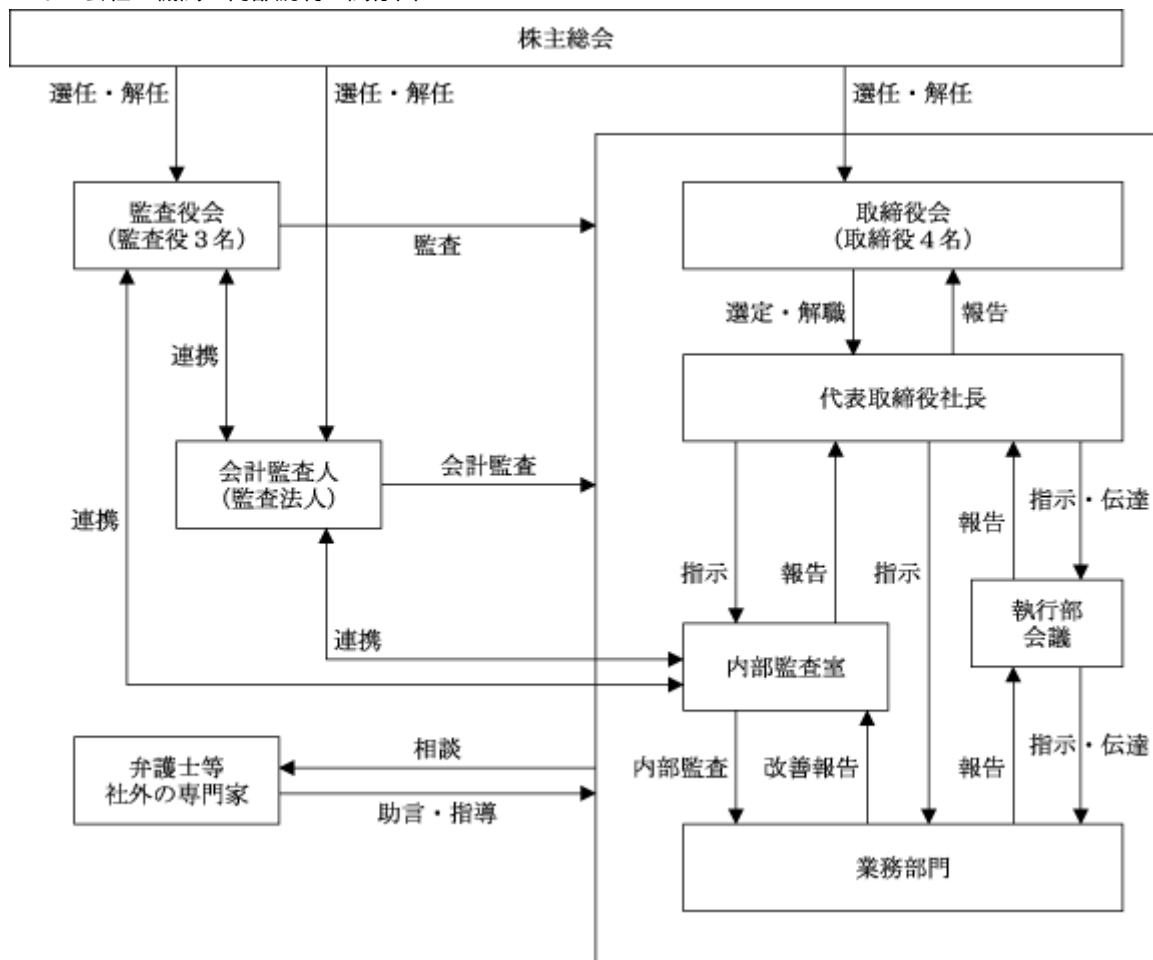 株主総会
選任・解任
選任・解任
選任・解任
監査役会
(監査役3名)
監査
取締役会
(取締役4名)
選定・解職
報告
連携
代表取締役社長
会計監査人
(監査法人)
会計監査
連携
指示
報告
指示
報告
指示・伝達
執行部
会議
連携
内部監査室
弁護士等
社外の専門家
相談
助言・指導
内部監査
改善報告
報告
指示・伝達
業務部門